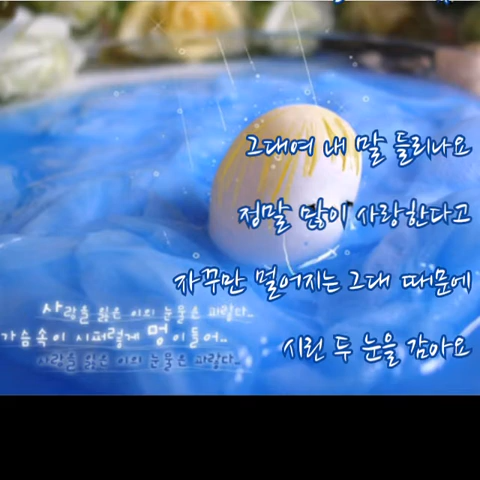 그대여 내 말 들리나요
정말 많이 사랑한다고
자꾸만 멀어지는 그대 때문에
시린 두 눈을 감아요
사랑을 잃은 이의 눈물은 파랗다..
가슴속이 시퍼렇게 멍이들어..
사랑을 잃은 이의 눈물은 파랗다..